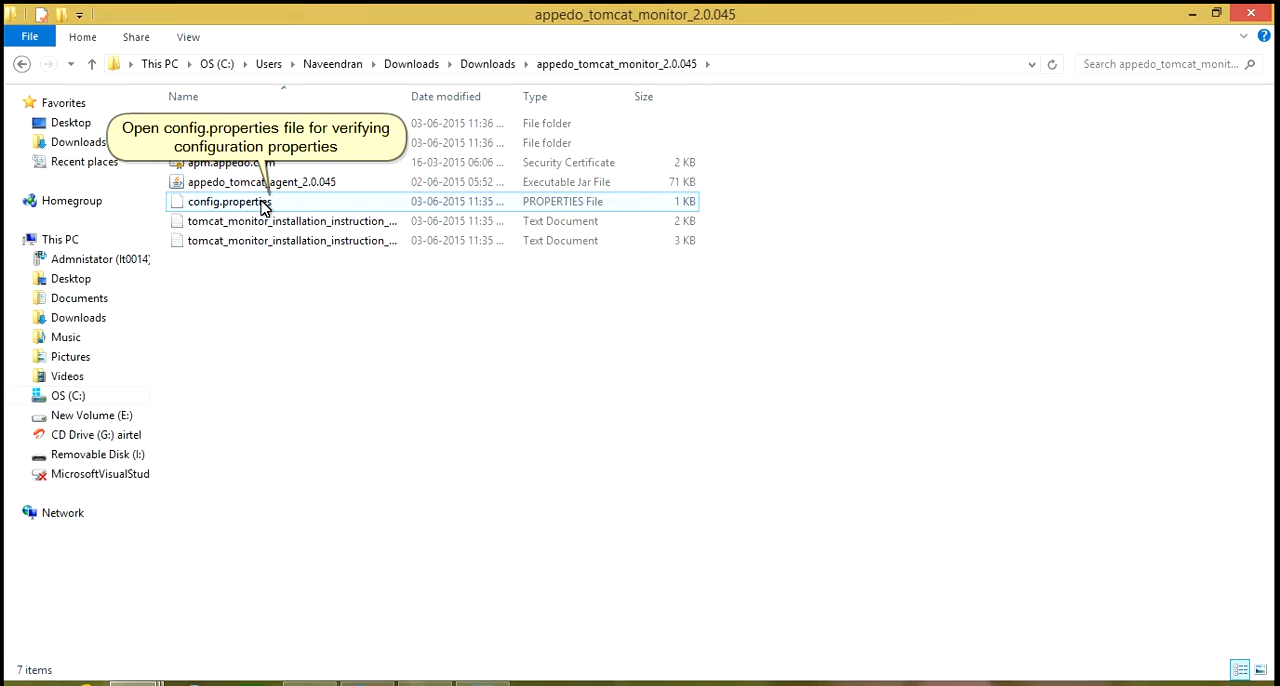 appedo_tomcat_monitor_2.0.045
File Home Share View
This PC OS (C:) Users Naveendran Downloads Downloads appedo_tomcat_monitor_2.0.045
Search appedo_tomcat_monit...
Name Date modified Type Size
Favorites
Desktop
Downloads
Recent places
Homegroup
This PC
Admnistator (lt0014)
Desktop
Documents
Downloads
Music
Pictures
Videos
OS (C:)
New Volume (E:)
CD Drive (G:) airtel
Removable Disk (I:)
MicrosoftVisualStud
Network
Open config.properties file for verifying
configuration properties
03-06-2015 11:36 ... File folder
03-06-2015 11:36 ... File folder
16-03-2015 06:06 ... Security Certificate 2 KB
appedo_tomcat_agent_2.0.045 02-06-2015 05:52 ... Executable Jar File 71 KB
config.properties 03-06-2015 11:35 ... PROPERTIES File 1 KB
tomcat_monitor_installation_instruction_... 03-06-2015 11:35 ... Text Document 2 KB
tomcat_monitor_installation_instruction_... 03-06-2015 11:35 ... Text Document 3 KB
7 items